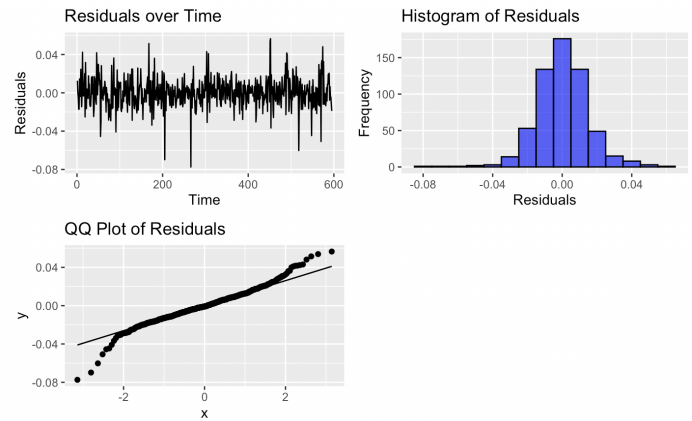 Residuals over Time
0.04
0.00
-0.04
-0.08
Residuals
0
200
400
600
Time
Histogram of Residuals
150
100
50
0
Frequency
-0.08
-0.04
0.00
0.04
Residuals
QQ Plot of Residuals
0.04
0.00
-0.04
-0.08
y
-2
0
2
x